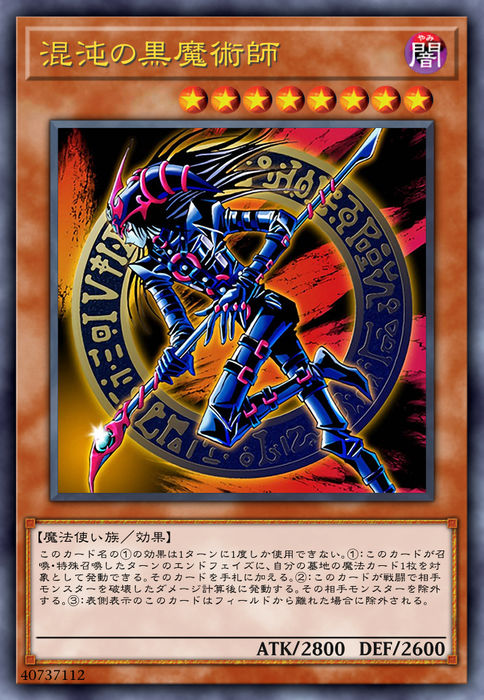 混沌の黒魔術師
やみ
闇
【魔法使い族／効果】
このカード名の①の効果は1ターンに1度しか使用できない。①：このカードが召
喚・特殊召喚したターンのエンドフェイズに、自分の墓地の魔法カード1枚を対
象として発動できる。そのカードを手札に加える。②：このカードが戦闘で相手
モンスターを破壊したダメージ計算後に発動する。その相手モンスターを除外
する。③：表側表示のこのカードはフィールドから離れた場合に除外される。
ATK/2800 DEF/2600
40737112